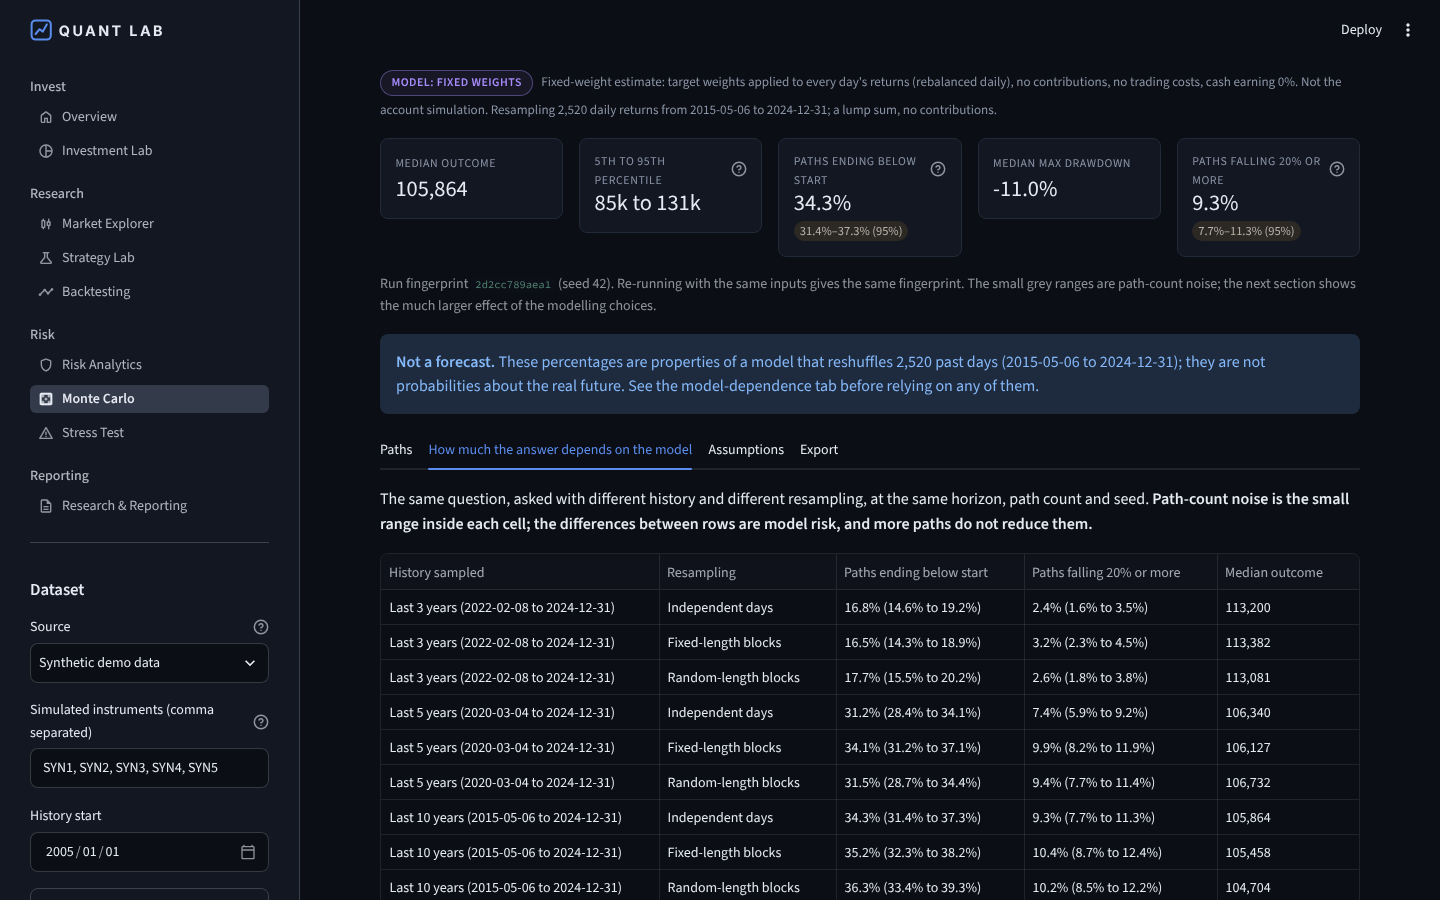 QUANT LAB
Deploy
Invest
Overview
Investment Lab
Research
Market Explorer
Strategy Lab
Backtesting
Risk
Risk Analytics
Monte Carlo
Stress Test
Reporting
Research & Reporting
Dataset
Source
Synthetic demo data
Simulated instruments (comma
separated)
SYN1, SYN2, SYN3, SYN4, SYN5
History start
2005 / 01 / 01
MODEL: FIXED WEIGHTS Fixed-weight estimate: target weights applied to every day's returns (rebalanced daily), no contributions, no trading costs, cash earning 0%. Not the
account simulation. Resampling 2,520 daily returns from 2015-05-06 to 2024-12-31; a lump sum, no contributions.
MEDIAN OUTCOME
105,864
5TH TO 95TH
PERCENTILE
85k to 131k
PATHS ENDING BELOW
START
34.3%
31.4%–37.3% (95%)
MEDIAN MAX DRAWDOWN
-11.0%
PATHS FALLING 20% OR
MORE
9.3%
7.7%–11.3% (95%)
Run fingerprint 2d2cc789aea1 (seed 42). Re-running with the same inputs gives the same fingerprint. The small grey ranges are path-count noise; the next section shows
the much larger effect of the modelling choices.
Not a forecast. These percentages are properties of a model that reshuffles 2,520 past days (2015-05-06 to 2024-12-31); they are not
probabilities about the real future. See the model-dependence tab before relying on any of them.
Paths How much the answer depends on the model Assumptions Export
The same question, asked with different history and different resampling, at the same horizon, path count and seed. Path-count noise is the small
range inside each cell; the differences between rows are model risk, and more paths do not reduce them.
History sampled Resampling Paths ending below start Paths falling 20% or more Median outcome
Last 3 years (2022-02-08 to 2024-12-31) Independent days 16.8% (14.6% to 19.2%) 2.4% (1.6% to 3.5%) 113,200
Last 3 years (2022-02-08 to 2024-12-31) Fixed-length blocks 16.5% (14.3% to 18.9%) 3.2% (2.3% to 4.5%) 113,382
Last 3 years (2022-02-08 to 2024-12-31) Random-length blocks 17.7% (15.5% to 20.2%) 2.6% (1.8% to 3.8%) 113,081
Last 5 years (2020-03-04 to 2024-12-31) Independent days 31.2% (28.4% to 34.1%) 7.4% (5.9% to 9.2%) 106,340
Last 5 years (2020-03-04 to 2024-12-31) Fixed-length blocks 34.1% (31.2% to 37.1%) 9.9% (8.2% to 11.9%) 106,127
Last 5 years (2020-03-04 to 2024-12-31) Random-length blocks 31.5% (28.7% to 34.4%) 9.4% (7.7% to 11.4%) 106,732
Last 10 years (2015-05-06 to 2024-12-31) Independent days 34.3% (31.4% to 37.3%) 9.3% (7.7% to 11.3%) 105,864
Last 10 years (2015-05-06 to 2024-12-31) Fixed-length blocks 35.2% (32.3% to 38.2%) 10.4% (8.7% to 12.4%) 105,458
Last 10 years (2015-05-06 to 2024-12-31) Random-length blocks 36.3% (33.4% to 39.3%) 10.2% (8.5% to 12.2%) 104,704